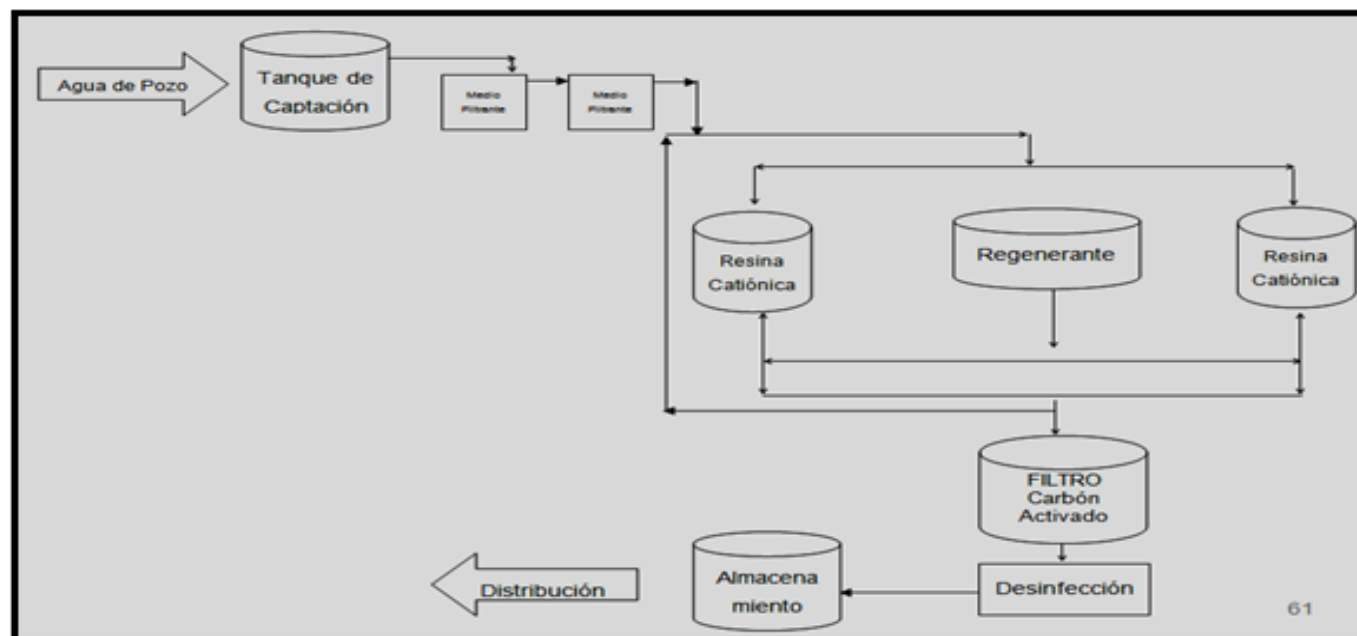 Agua de Pozo
Tanque de
Captación
Medio
Filtrante
Medio
Filtrante
Resina
Catiónica
Regenerante
Resina
Catiónica
FILTRO
Carbón
Activado
Desinfección
Almacena
miento
Distribución
61